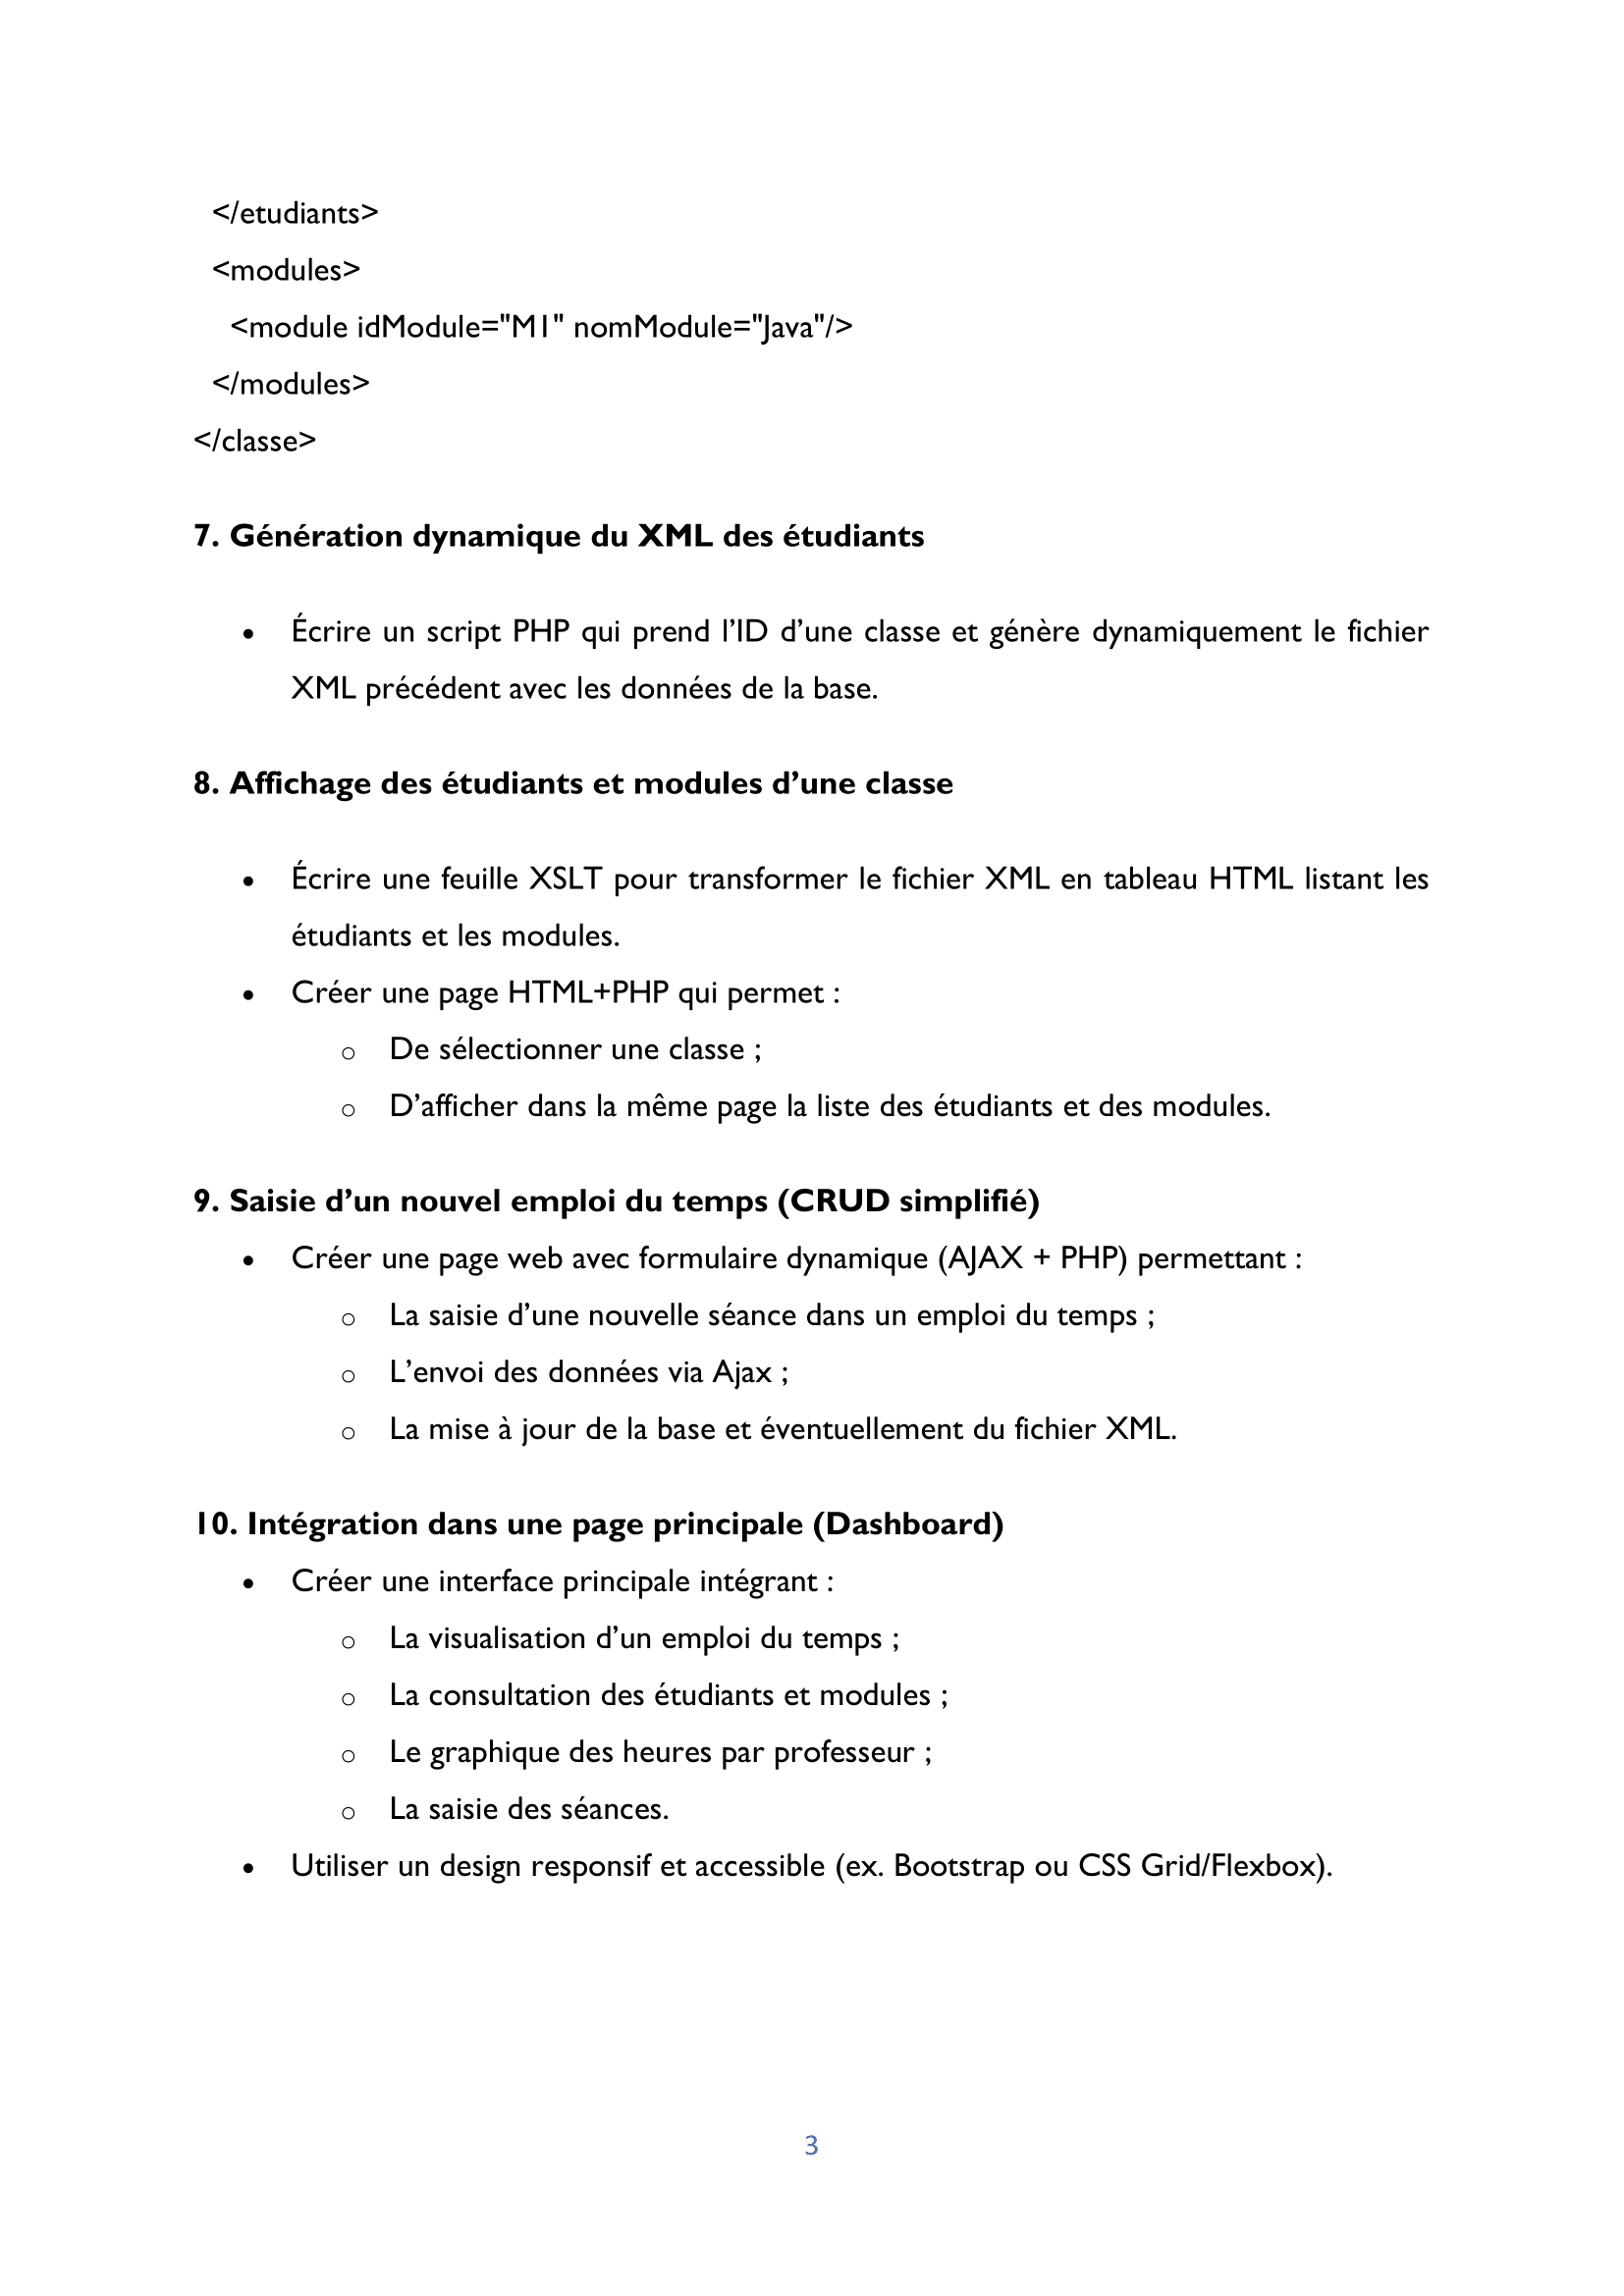 </etudiants>
<modules>
<module idModule="M1" nomModule="Java"/>
</modules>
</classe>
7. Génération dynamique du XML des étudiants
• Écrire un script PHP qui prend l’ID d’une classe et génère dynamiquement le fichier
XML précédent avec les données de la base.
8. Affichage des étudiants et modules d’une classe
• Écrire une feuille XSLT pour transformer le fichier XML en tableau HTML listant les
étudiants et les modules.
• Créer une page HTML+PHP qui permet :
o De sélectionner une classe ;
o D’afficher dans la même page la liste des étudiants et des modules.
9. Saisie d’un nouvel emploi du temps (CRUD simplifié)
• Créer une page web avec formulaire dynamique (AJAX + PHP) permettant :
o La saisie d’une nouvelle séance dans un emploi du temps ;
o L’envoi des données via Ajax ;
o La mise à jour de la base et éventuellement du fichier XML.
10. Intégration dans une page principale (Dashboard)
• Créer une interface principale intégrant :
o La visualisation d’un emploi du temps ;
o La consultation des étudiants et modules ;
o Le graphique des heures par professeur ;
o La saisie des séances.
• Utiliser un design responsif et accessible (ex. Bootstrap ou CSS Grid/Flexbox).
3